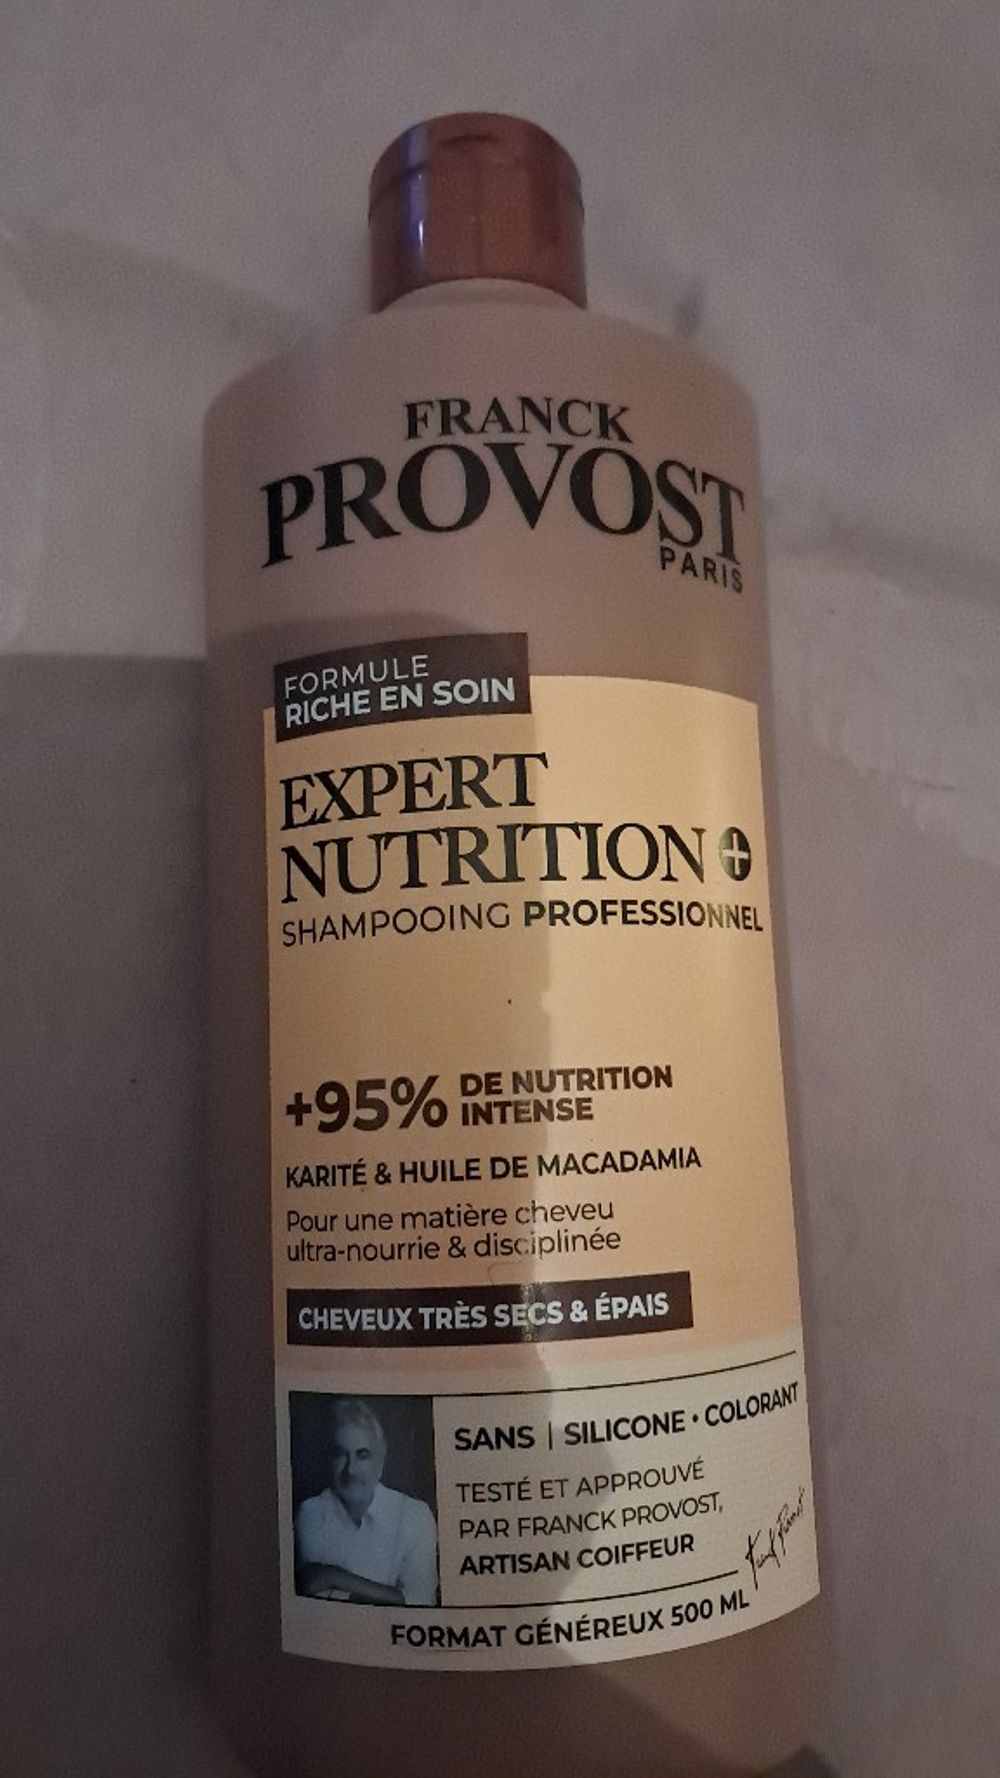 FRANCK
PROVOST
PARIS
FORMULE
RICHE EN SOIN
EXPERT
NUTRITION +
SHAMPOOING PROFESSIONNEL
+95% DE NUTRITION
INTENSE
KARITÉ & HUILE DE MACADAMIA
Pour une matière cheveu
ultra-nourrie & disciplinée
CHEVEUX TRÈS SECS & ÉPAIS
SANS | SILICONE • COLORANT
TESTÉ ET APPROUVÉ
PAR FRANCK PROVOST,
ARTISAN COIFFEUR
Franck Provost
FORMAT GÉNÉREUX 500 ML